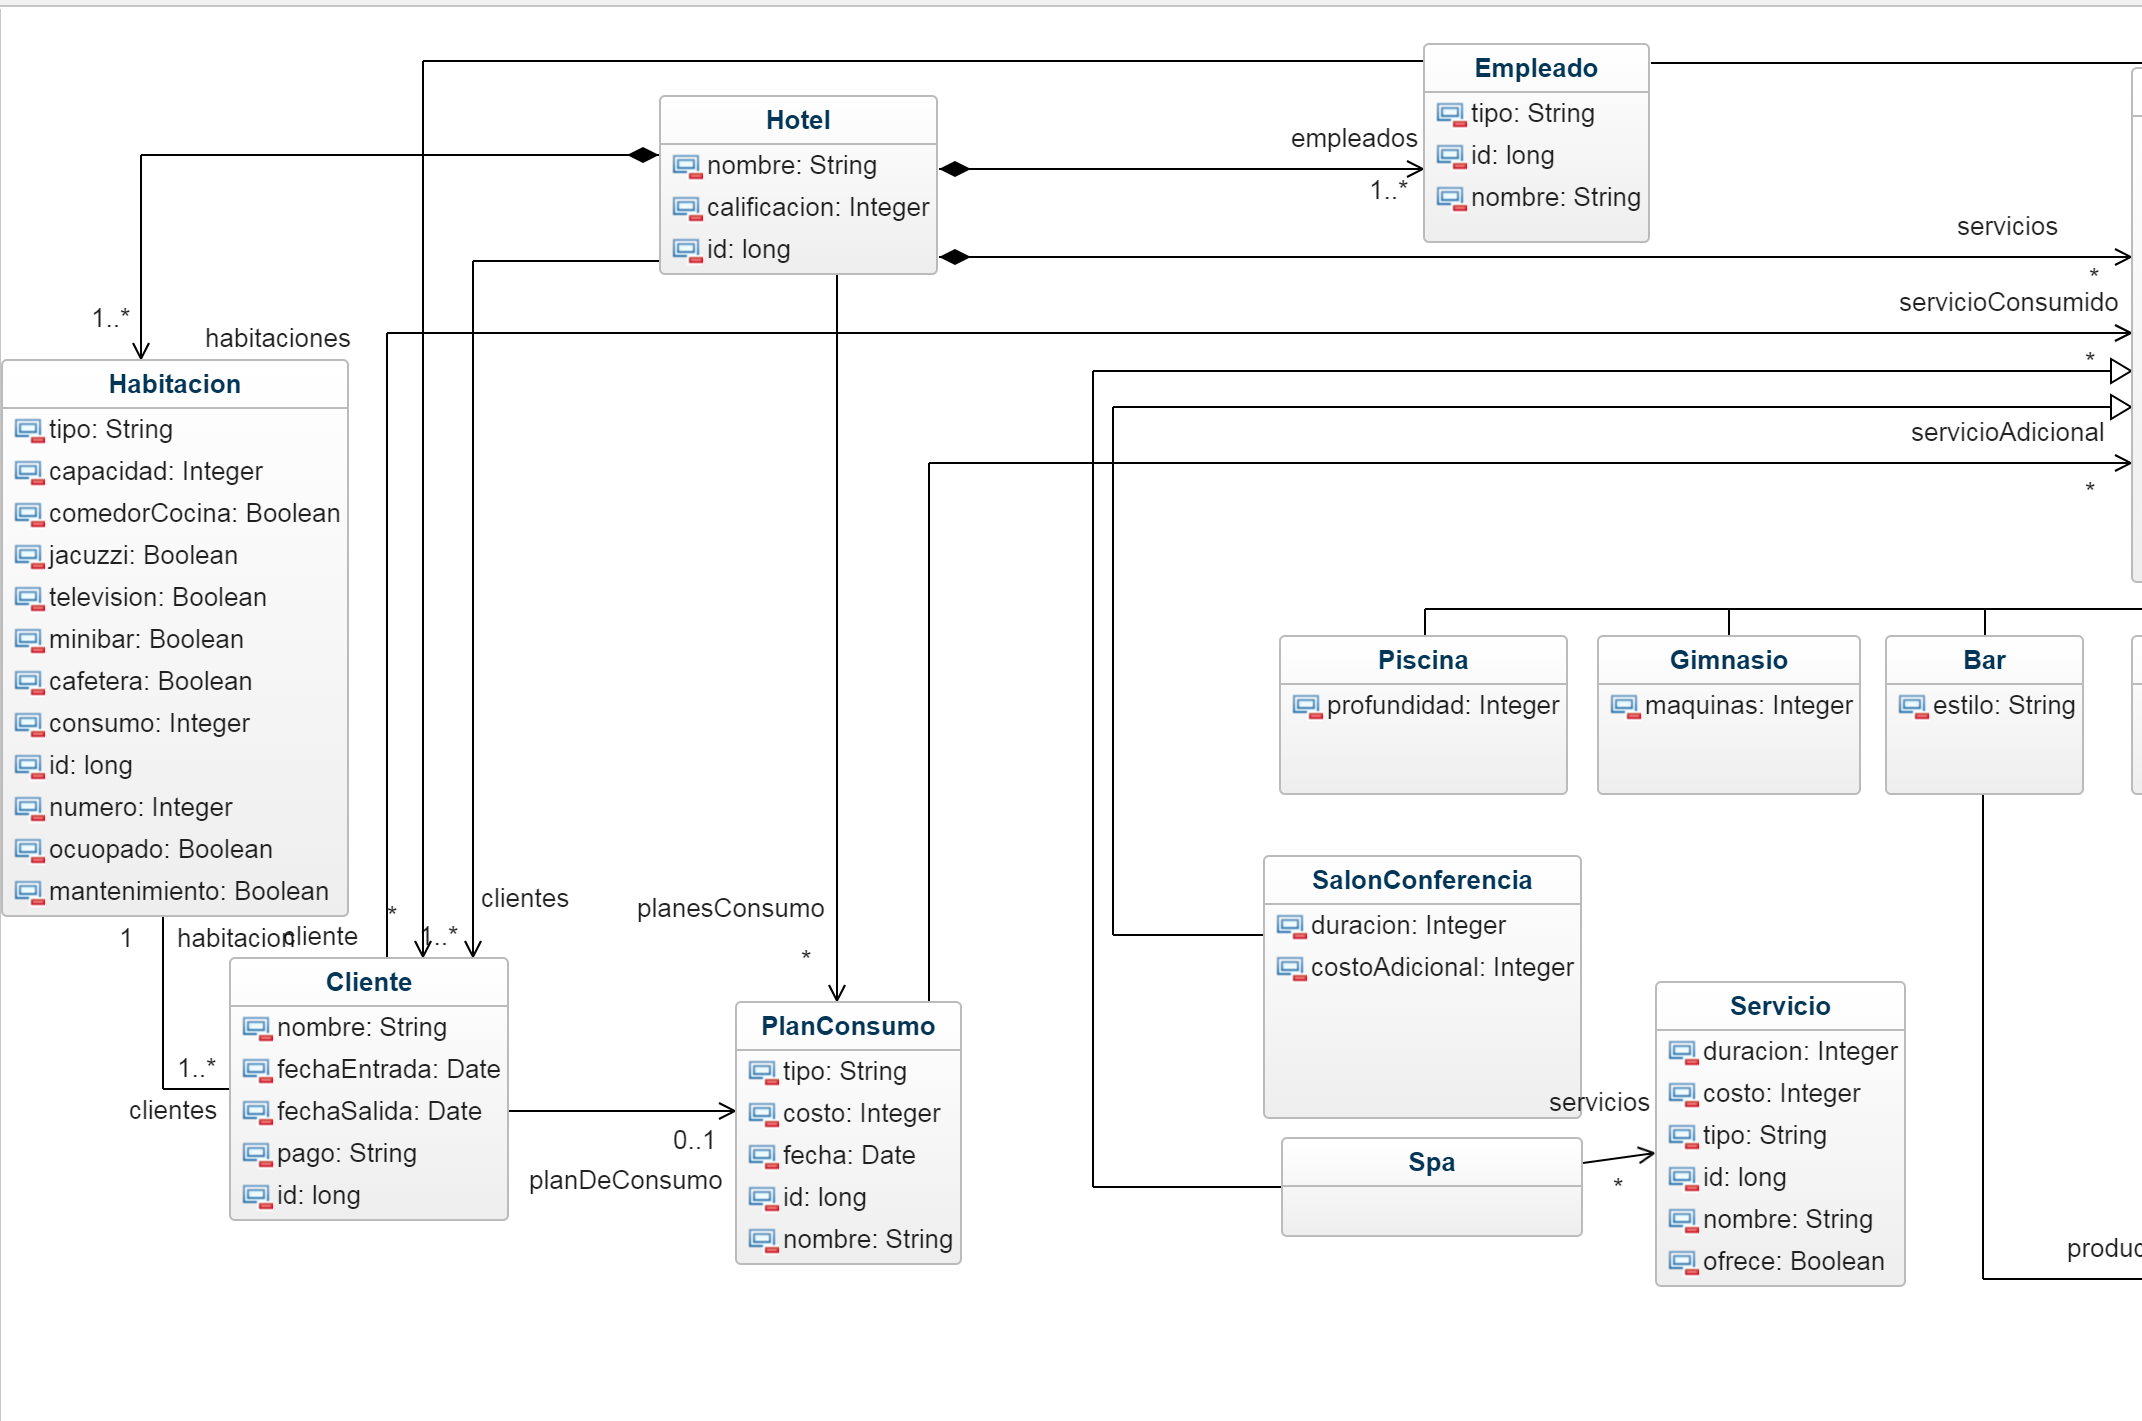 Empleado
tipo: String
id: long
nombre: String
Hotel
nombre: String
calificacion: Integer
id: long
empleados
1..*
servicios
*
servicioConsumido
*
servicioAdicional
*
1..*
habitaciones
Habitacion
tipo: String
capacidad: Integer
comedorCocina: Boolean
jacuzzi: Boolean
television: Boolean
minibar: Boolean
cafetera: Boolean
consumo: Integer
id: long
numero: Integer
ocuopado: Boolean
mantenimiento: Boolean
1
habitacion
cliente
*
1..*
clientes
planesConsumo
*
Cliente
nombre: String
fechaEntrada: Date
fechaSalida: Date
pago: String
id: long
1..*
clientes
0..1
planDeConsumo
PlanConsumo
tipo: String
costo: Integer
fecha: Date
id: long
nombre: String
Piscina
profundidad: Integer
Gimnasio
maquinas: Integer
Bar
estilo: String
SalonConferencia
duracion: Integer
costoAdicional: Integer
Spa
servicios
*
Servicio
duracion: Integer
costo: Integer
tipo: String
id: long
nombre: String
ofrece: Boolean